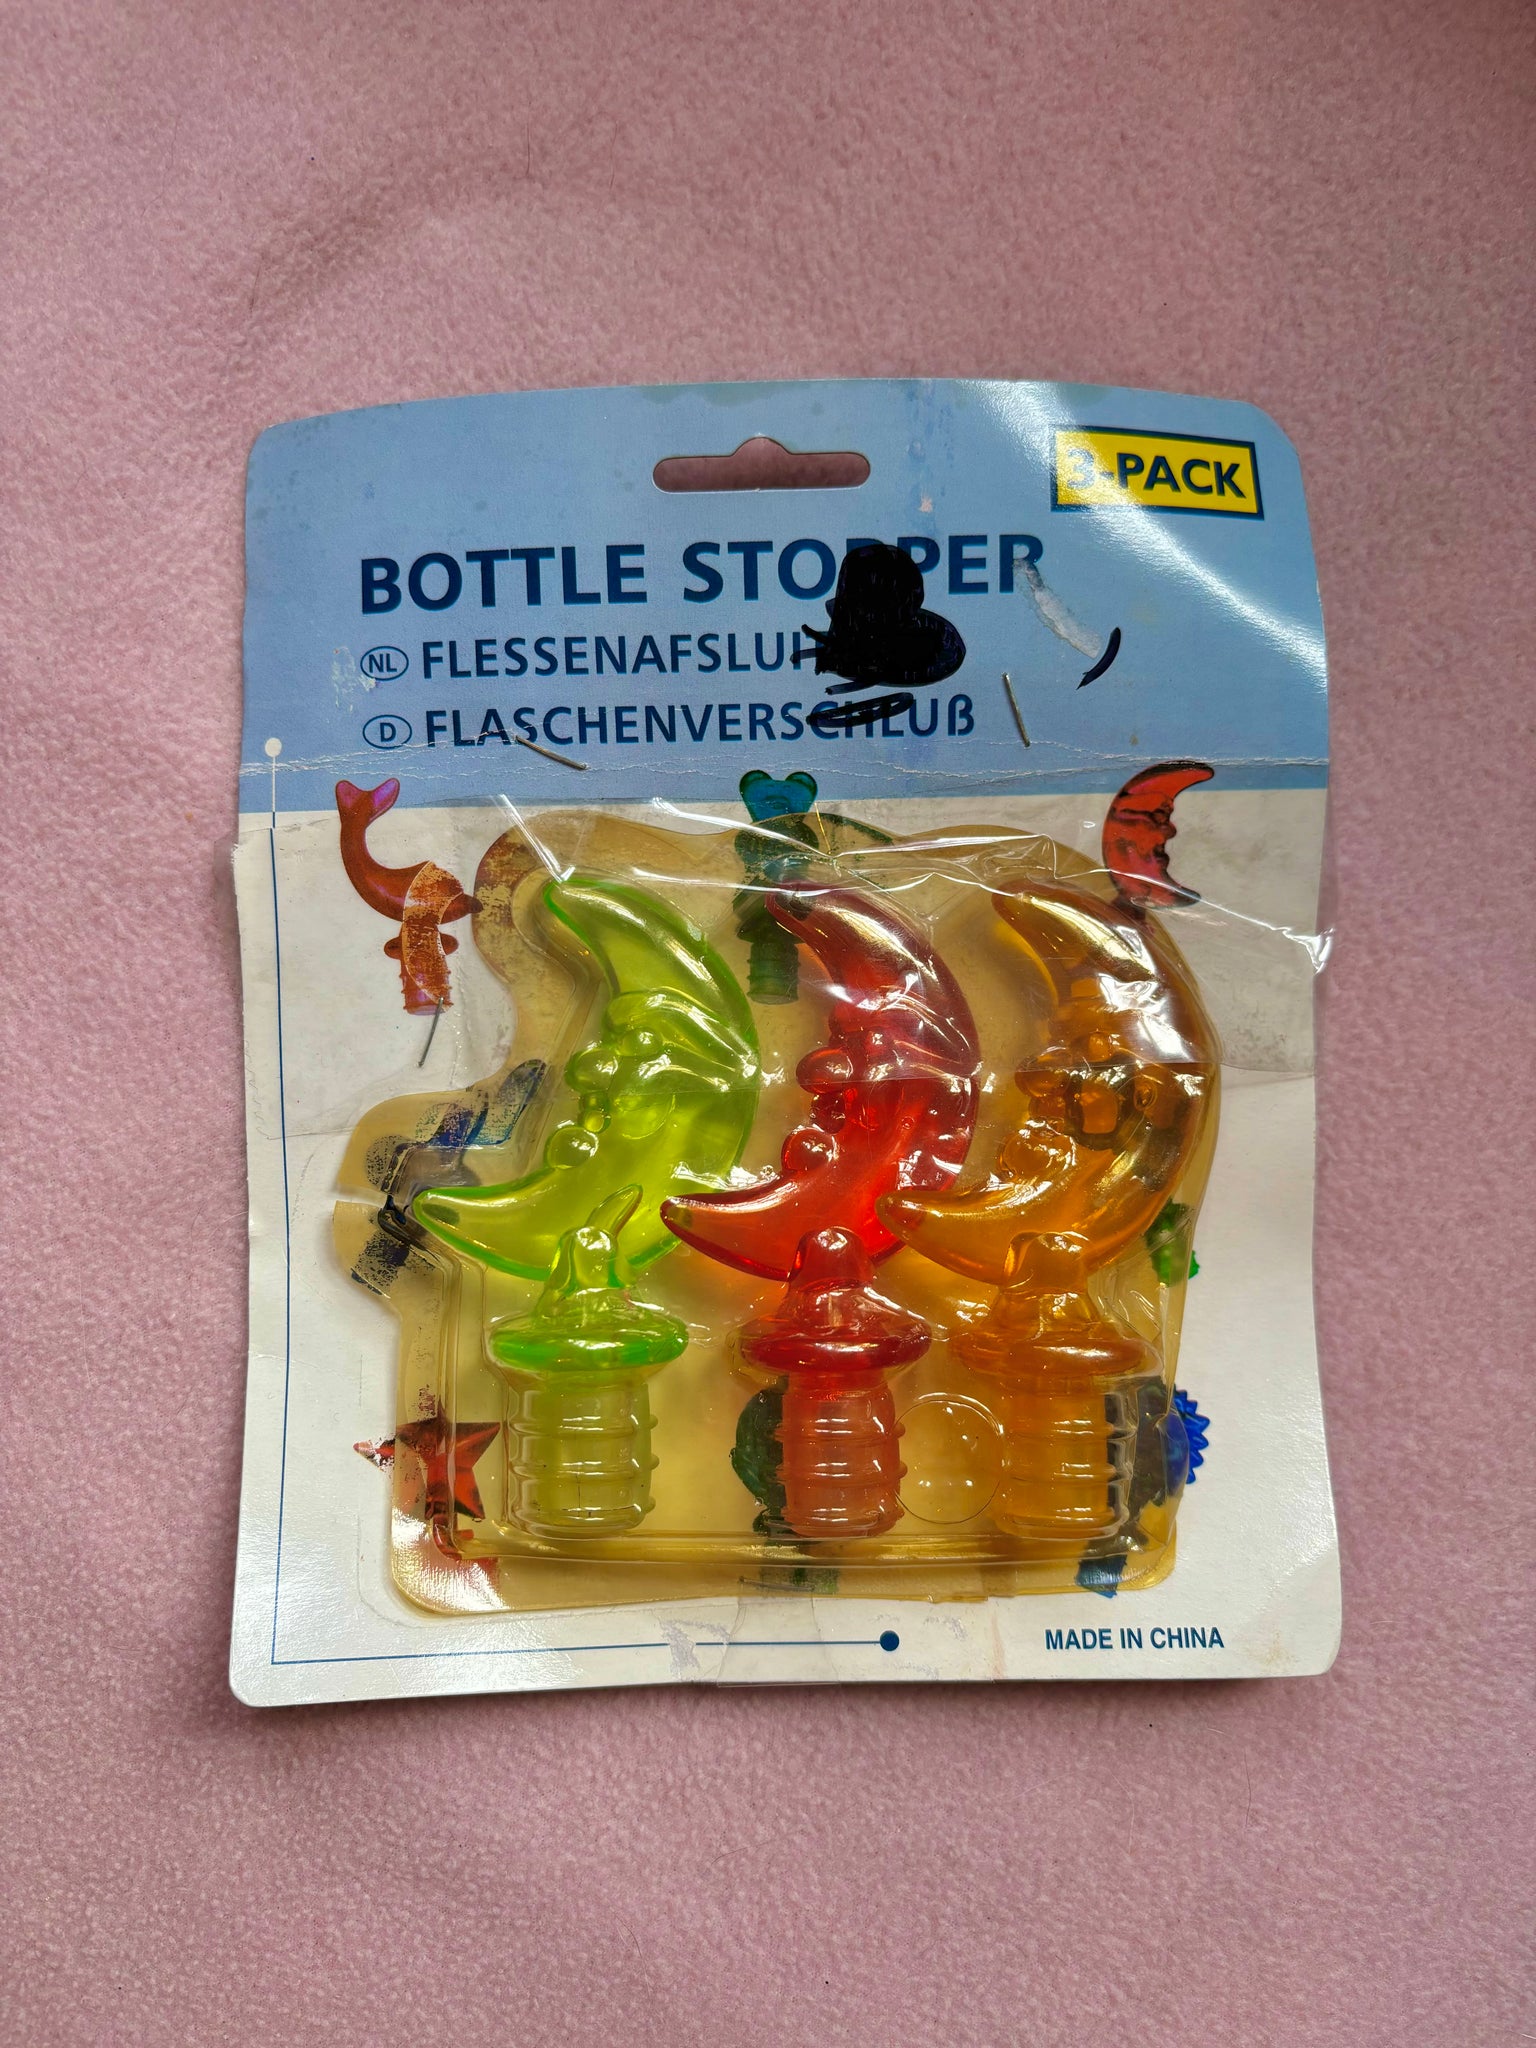 3-PACK
BOTTLE STOPPER
NL
D FLASCHENVERSCHLUß
MADE IN CHINA